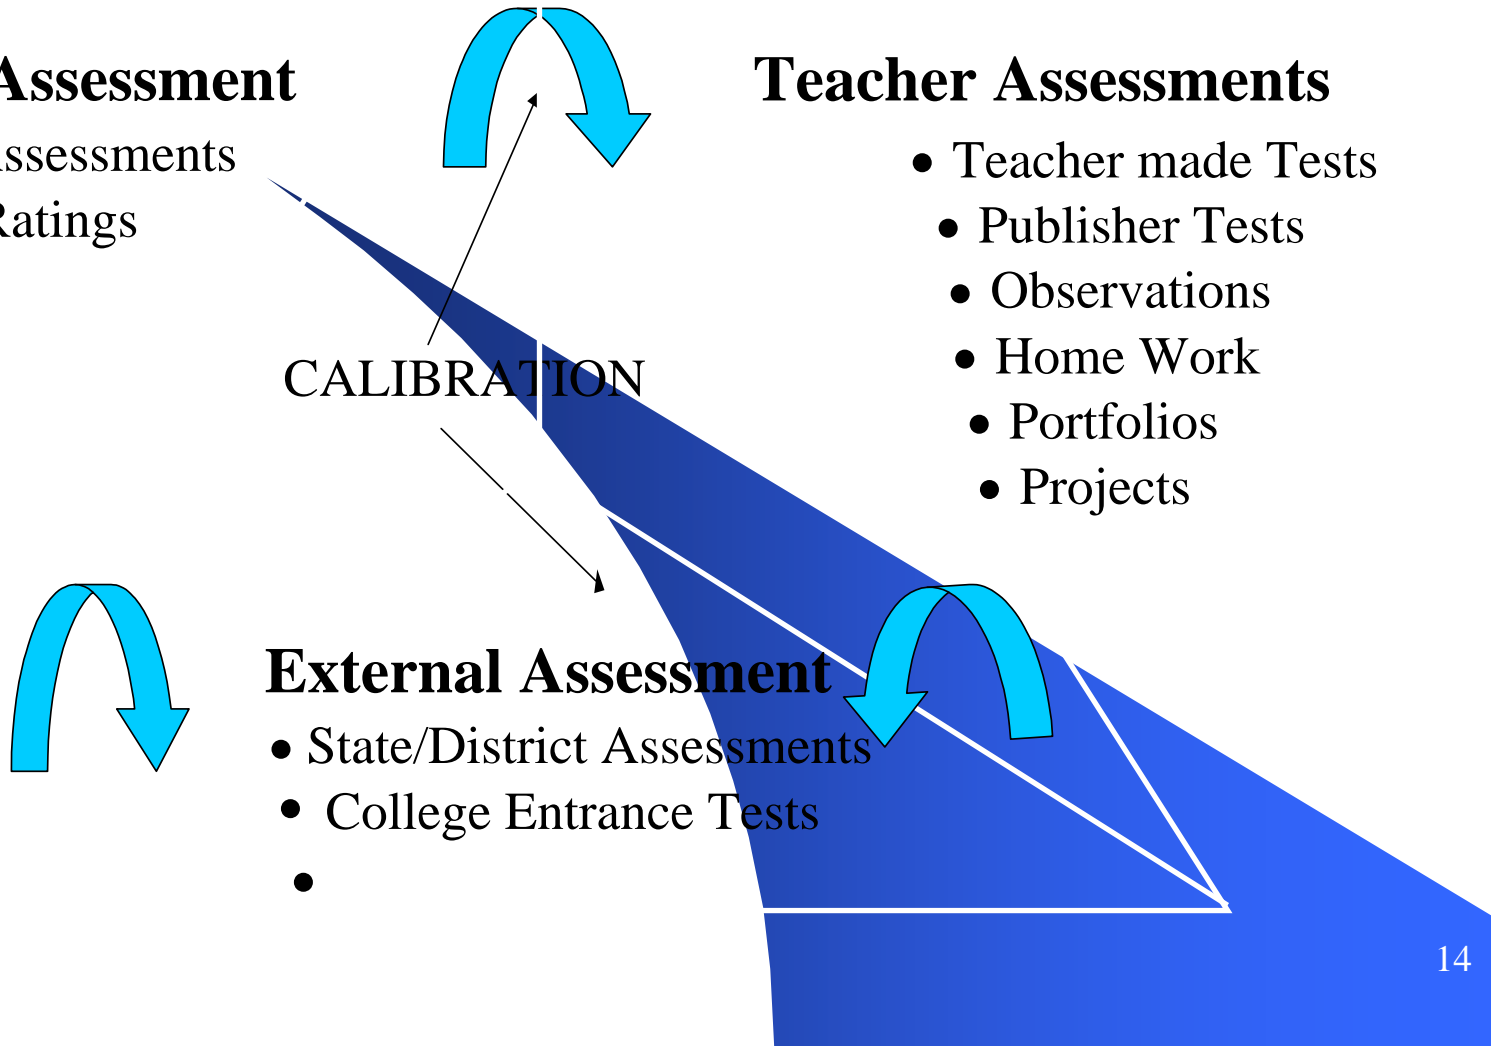 Assessment
ssessments
Ratings
Teacher Assessments
• Teacher made Tests
• Publisher Tests
• Observations
• Home Work
• Portfolios
• Projects
CALIBRATION
External Assessment
• State/District Assessments
• College Entrance Tests
•
14